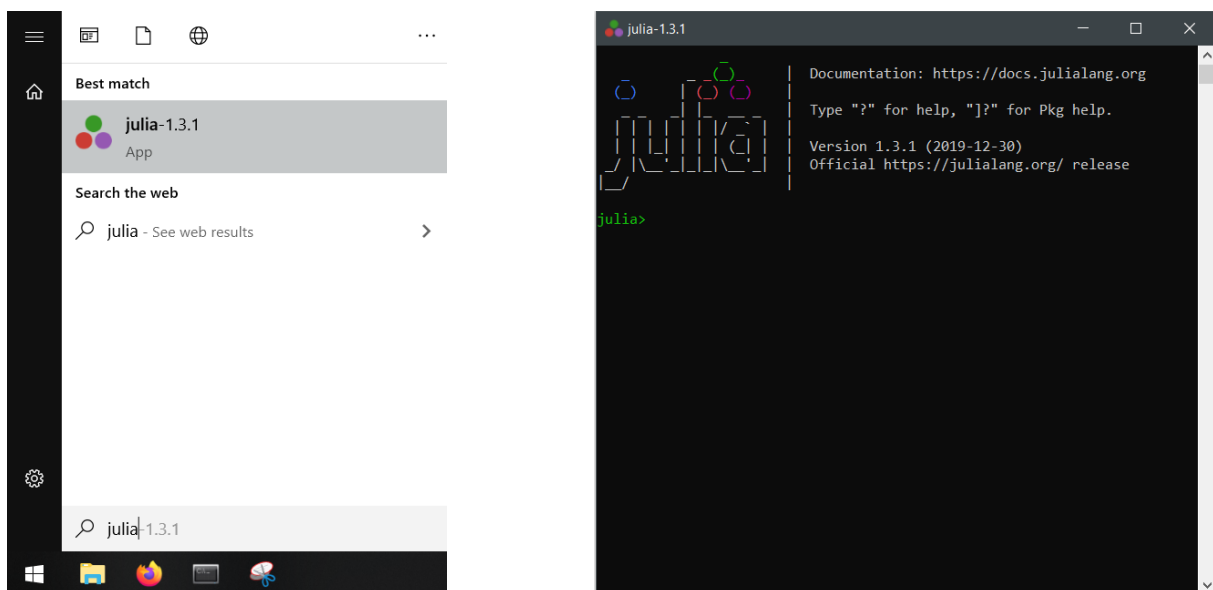 Best match
julia-1.3.1
App
Search the web
julia - See web results
julia-1.3.1
julia-1.3.1
julia
Documentation: https://docs.julialang.org
Type "?" for help, "]?" for Pkg help.
Version 1.3.1 (2019-12-30)
Official https://julialang.org/ release
julia>